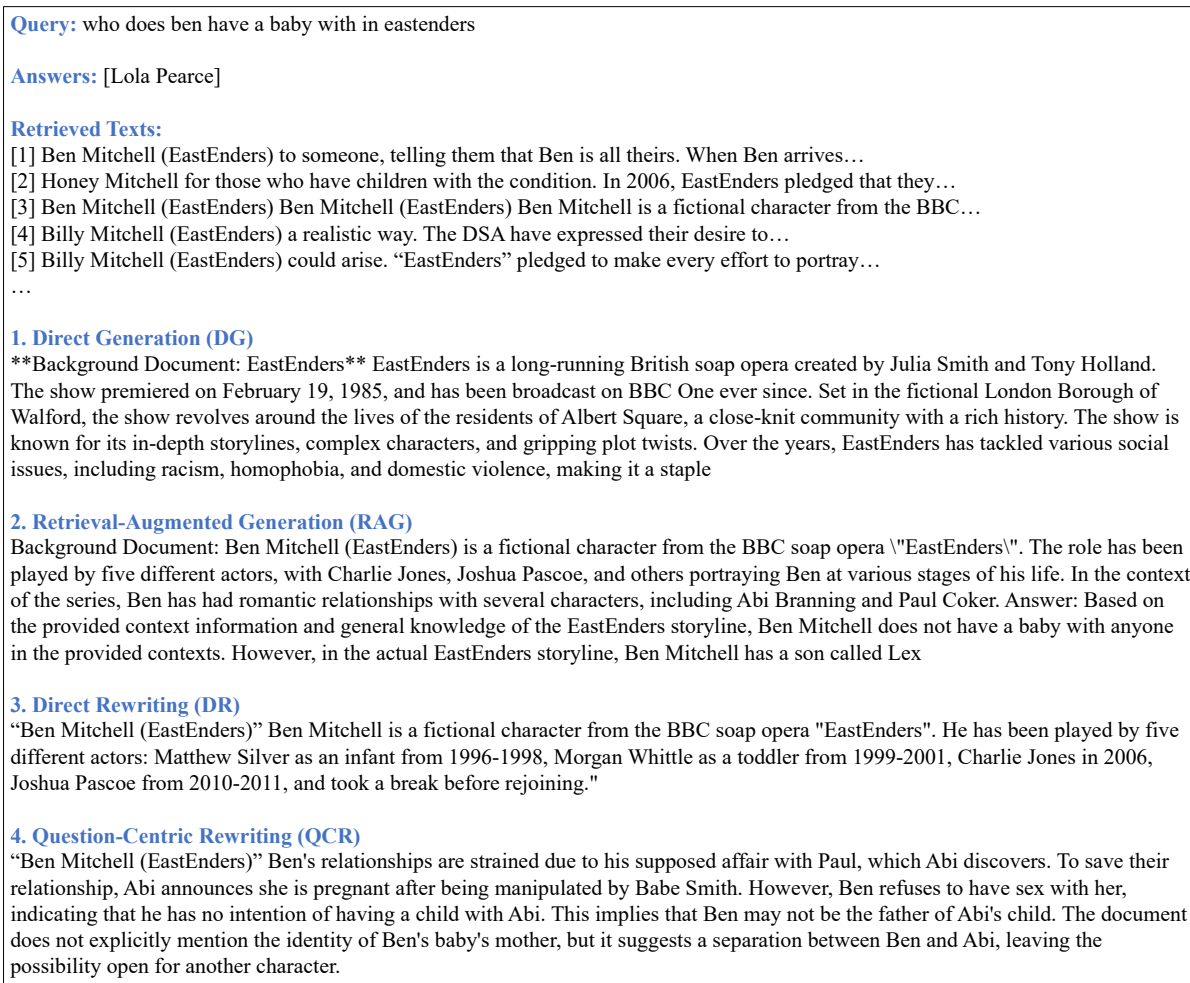 Query: who does ben have a baby with in eastenders
Answers: [Lola Pearce]
Retrieved Texts:
[1] Ben Mitchell (EastEnders) to someone, telling them that Ben is all theirs. When Ben arrives…
[2] Honey Mitchell for those who have children with the condition. In 2006, EastEnders pledged that they…
[3] Ben Mitchell (EastEnders) Ben Mitchell (EastEnders) Ben Mitchell is a fictional character from the BBC…
[4] Billy Mitchell (EastEnders) a realistic way. The DSA have expressed their desire to…
[5] Billy Mitchell (EastEnders) could arise. “EastEnders” pledged to make every effort to portray…
…
1. Direct Generation (DG)
**Background Document: EastEnders** EastEnders is a long-running British soap opera created by Julia Smith and Tony Holland.
The show premiered on February 19, 1985, and has been broadcast on BBC One ever since. Set in the fictional London Borough of
Walford, the show revolves around the lives of the residents of Albert Square, a close-knit community with a rich history. The show is
known for its in-depth storylines, complex characters, and gripping plot twists. Over the years, EastEnders has tackled various social
issues, including racism, homophobia, and domestic violence, making it a staple
2. Retrieval-Augmented Generation (RAG)
Background Document: Ben Mitchell (EastEnders) is a fictional character from the BBC soap opera \"EastEnders\". The role has been
played by five different actors, with Charlie Jones, Joshua Pascoe, and others portraying Ben at various stages of his life. In the context
of the series, Ben has had romantic relationships with several characters, including Abi Branning and Paul Coker. Answer: Based on
the provided context information and general knowledge of the EastEnders storyline, Ben Mitchell does not have a baby with anyone
in the provided contexts. However, in the actual EastEnders storyline, Ben Mitchell has a son called Lex
3. Direct Rewriting (DR)
“Ben Mitchell (EastEnders)” Ben Mitchell is a fictional character from the BBC soap opera "EastEnders". He has been played by five
different actors: Matthew Silver as an infant from 1996-1998, Morgan Whittle as a toddler from 1999-2001, Charlie Jones in 2006,
Joshua Pascoe from 2010-2011, and took a break before rejoining."
4. Question-Centric Rewriting (QCR)
“Ben Mitchell (EastEnders)” Ben's relationships are strained due to his supposed affair with Paul, which Abi discovers. To save their
relationship, Abi announces she is pregnant after being manipulated by Babe Smith. However, Ben refuses to have sex with her,
indicating that he has no intention of having a child with Abi. This implies that Ben may not be the father of Abi's child. The document
does not explicitly mention the identity of Ben's baby's mother, but it suggests a separation between Ben and Abi, leaving the
possibility open for another character.